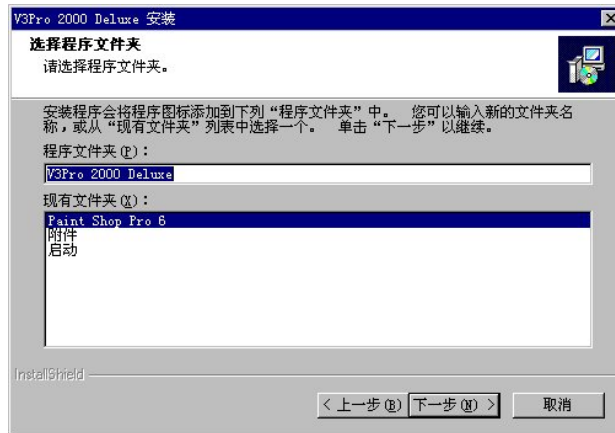 V3Pro 2000 Deluxe 安装
选择程序文件夹
请选择程序文件夹。
安装程序会将程序图标添加到下列“程序文件夹”中。 您可以输入新的文件夹名
称，或从“现有文件夹”列表中选择一个。 单击“下一步”以继续。
程序文件夹(P)：
V3Pro 2000 Deluxe
现有文件夹(X)：
Paint Shop Pro 6
附件
启动
InstallShield
< 上一步(B) 下一步(N) > 取消